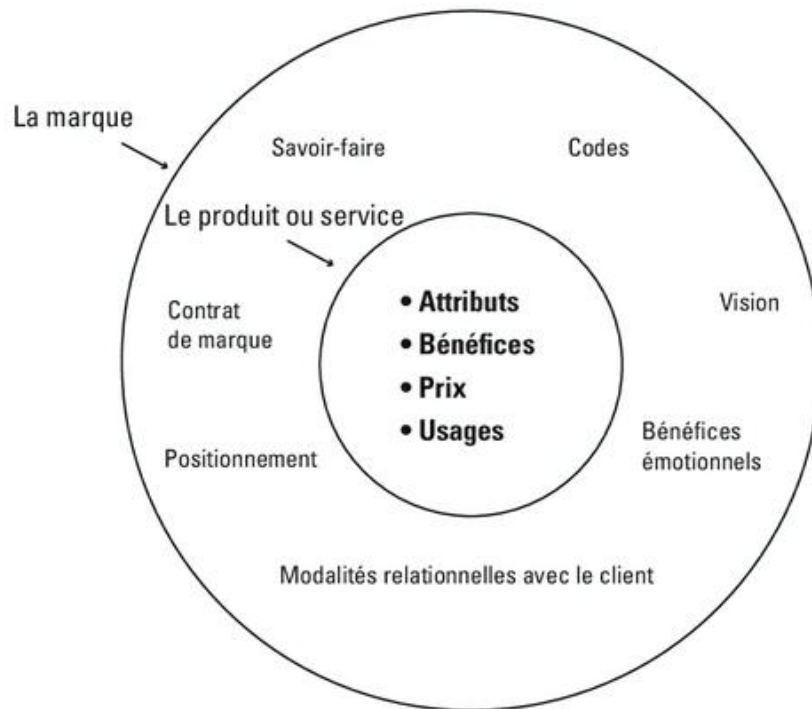 La marque
Savoir-faire
Codes
Le produit ou service
Contrat
de marque
• Attributs
• Bénéfices
• Prix
• Usages
Vision
Positionnement
Bénéfices
émotionnels
Modalités relationnelles avec le client